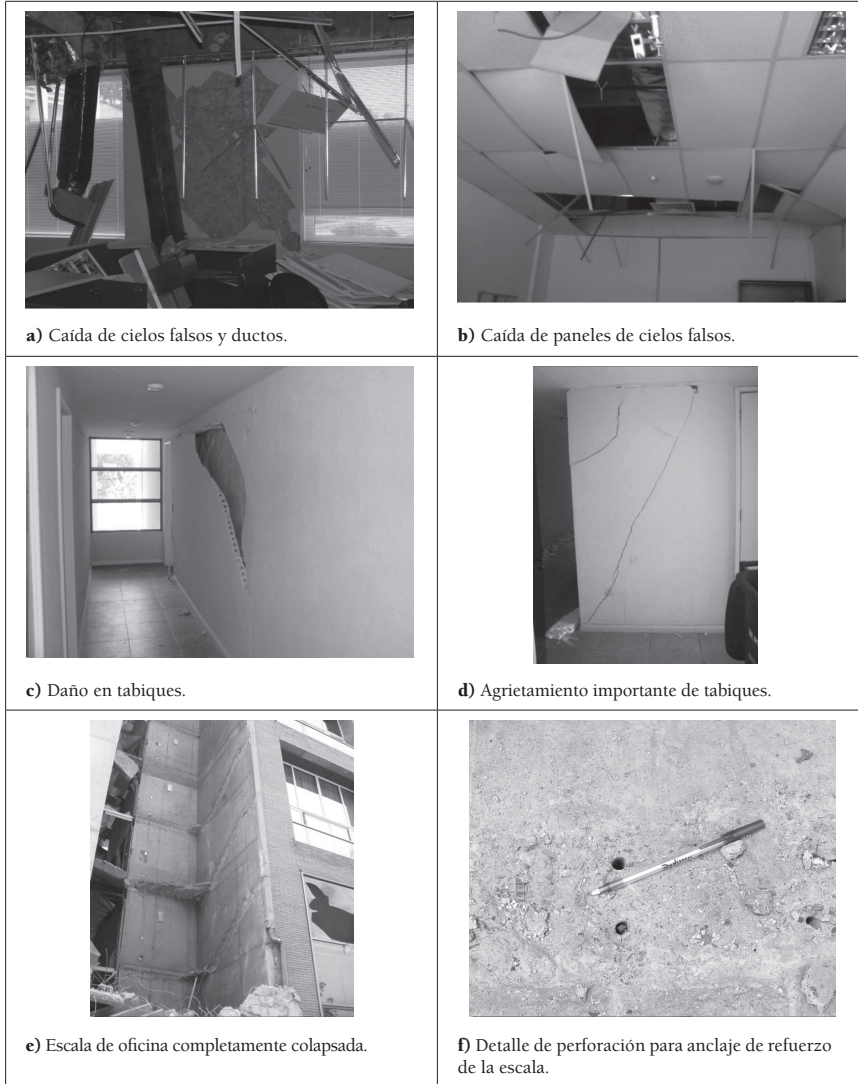 a) Caída de cielos falsos y ductos.
b) Caída de paneles de cielos falsos.
c) Daño en tabiques.
d) Agrietamiento importante de tabiques.
e) Escala de oficina completamente colapsada.
f) Detalle de perforación para anclaje de refuerzo
de la escala.